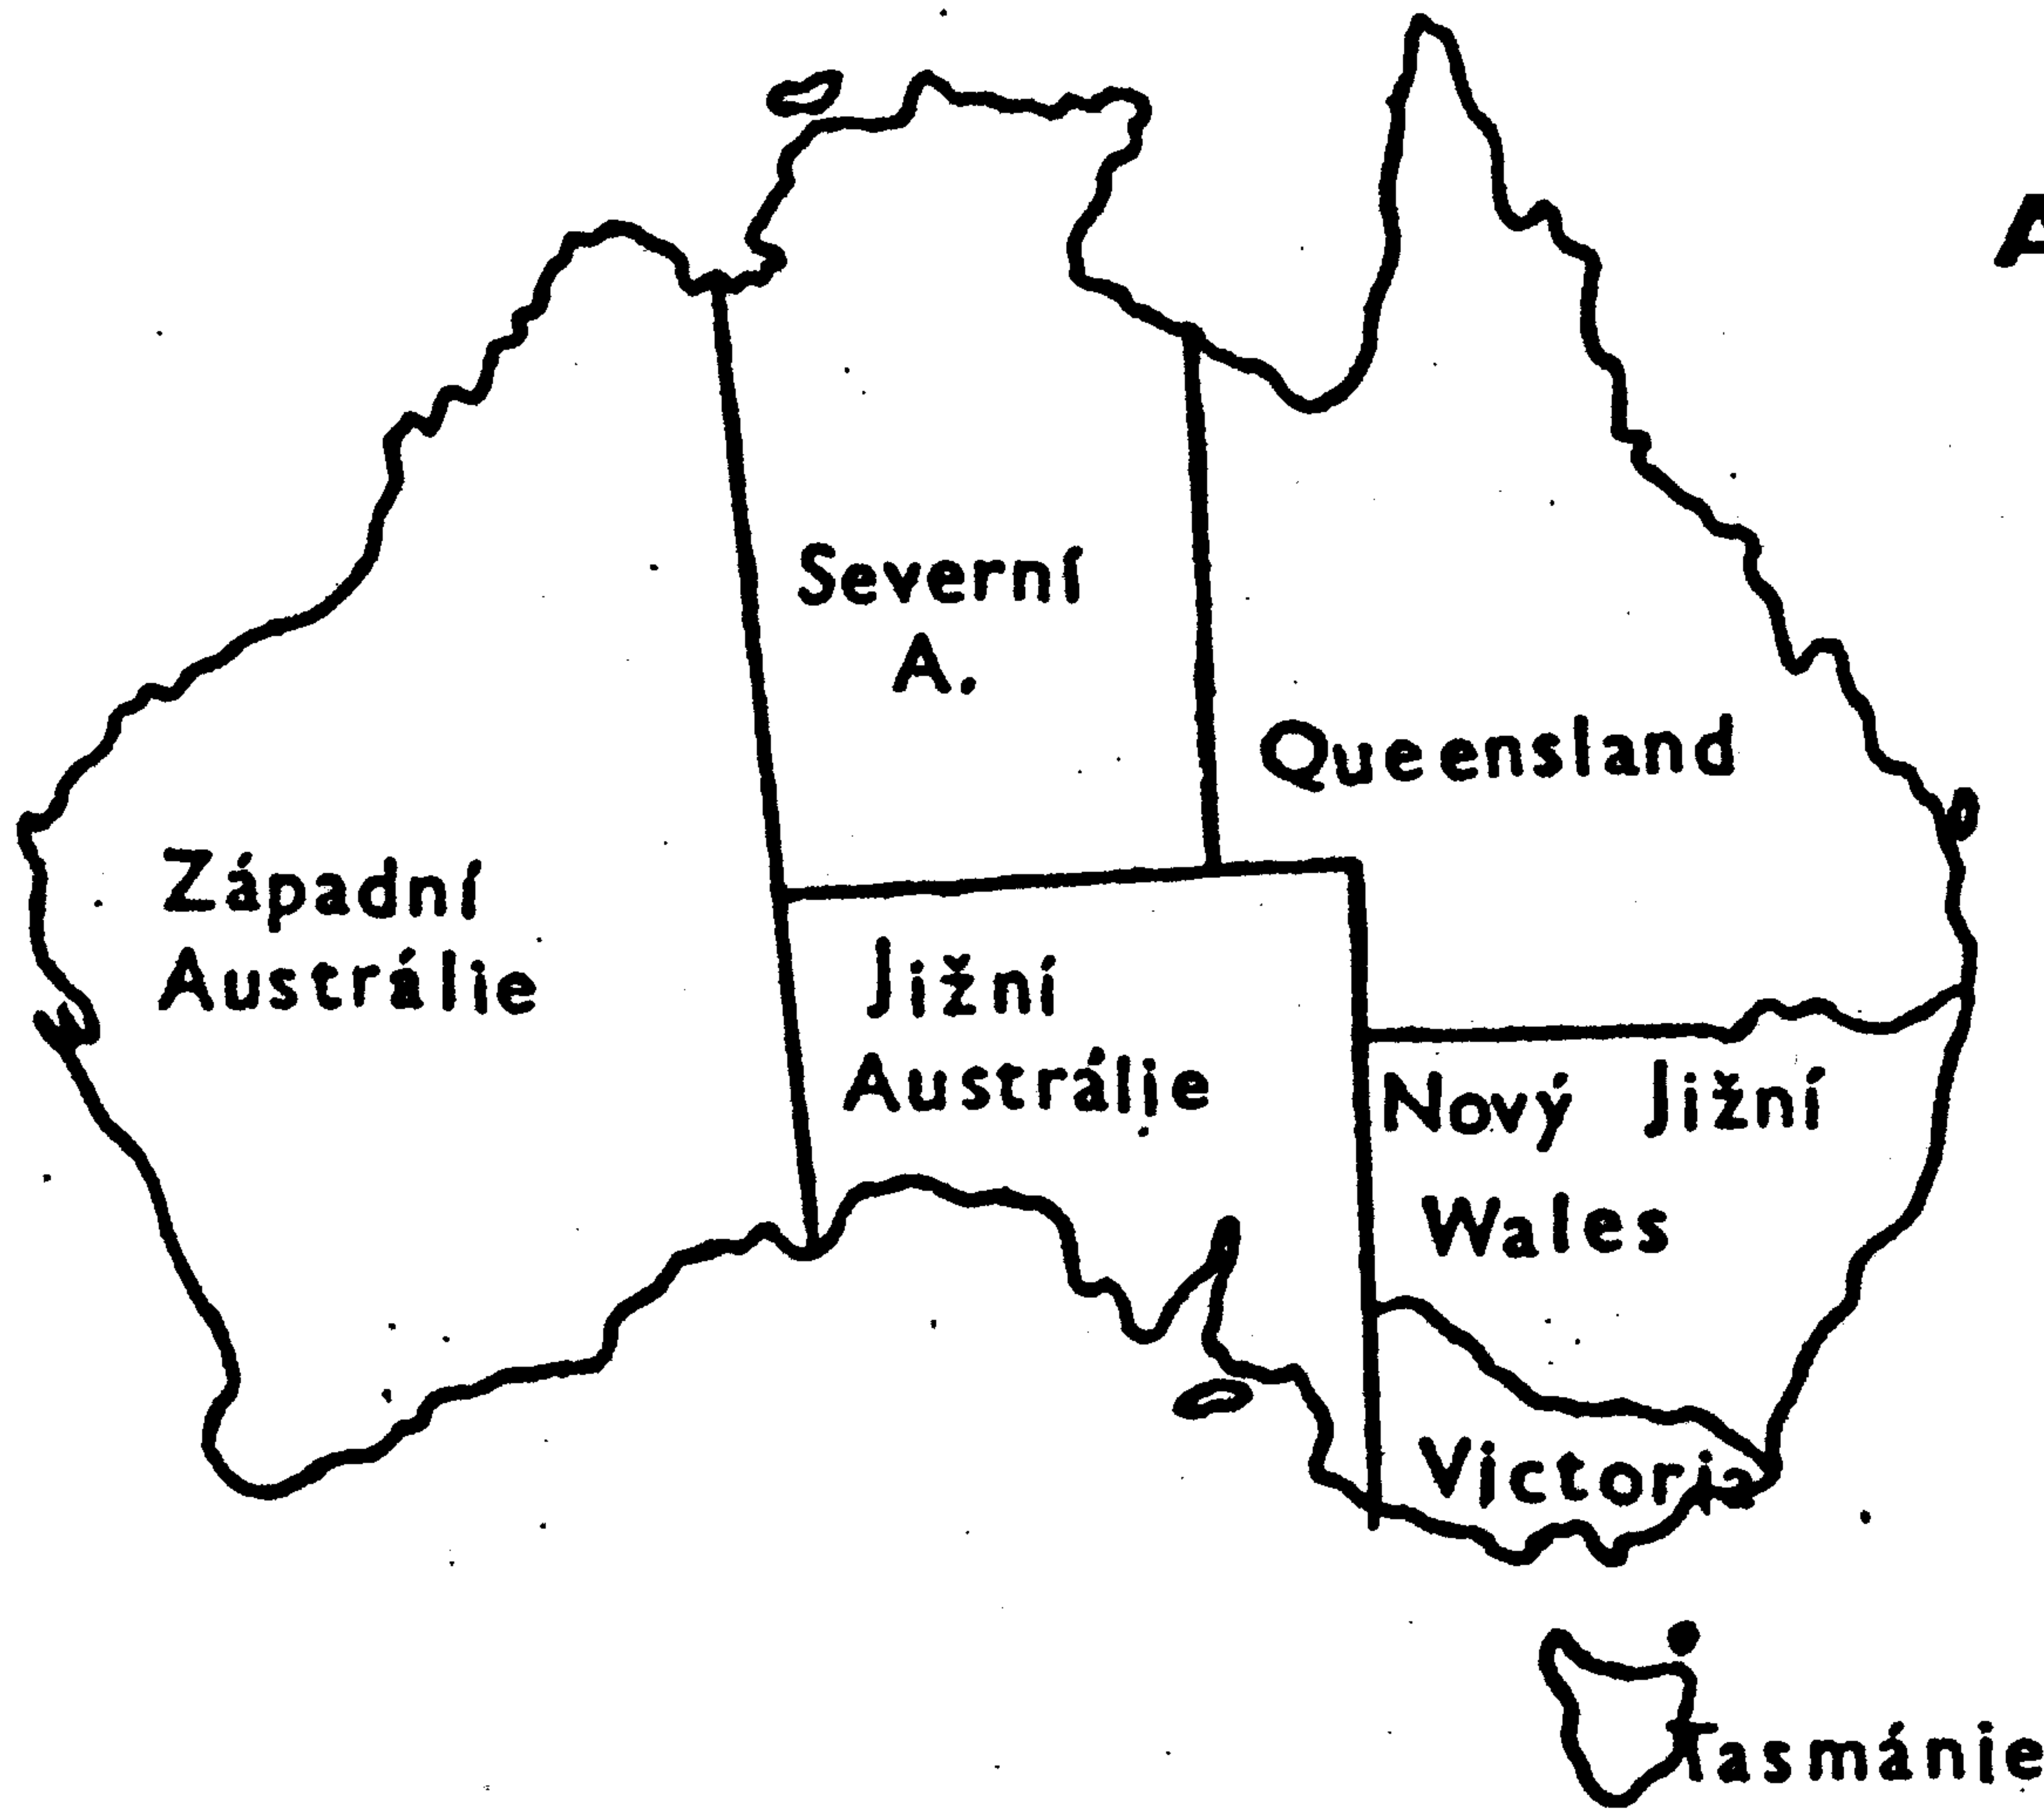 Severní
A.
Queensland
Západní
Austrálie
Jižní
Austrálie
Nový Jižní
Wales
Victoria
Tasmánie